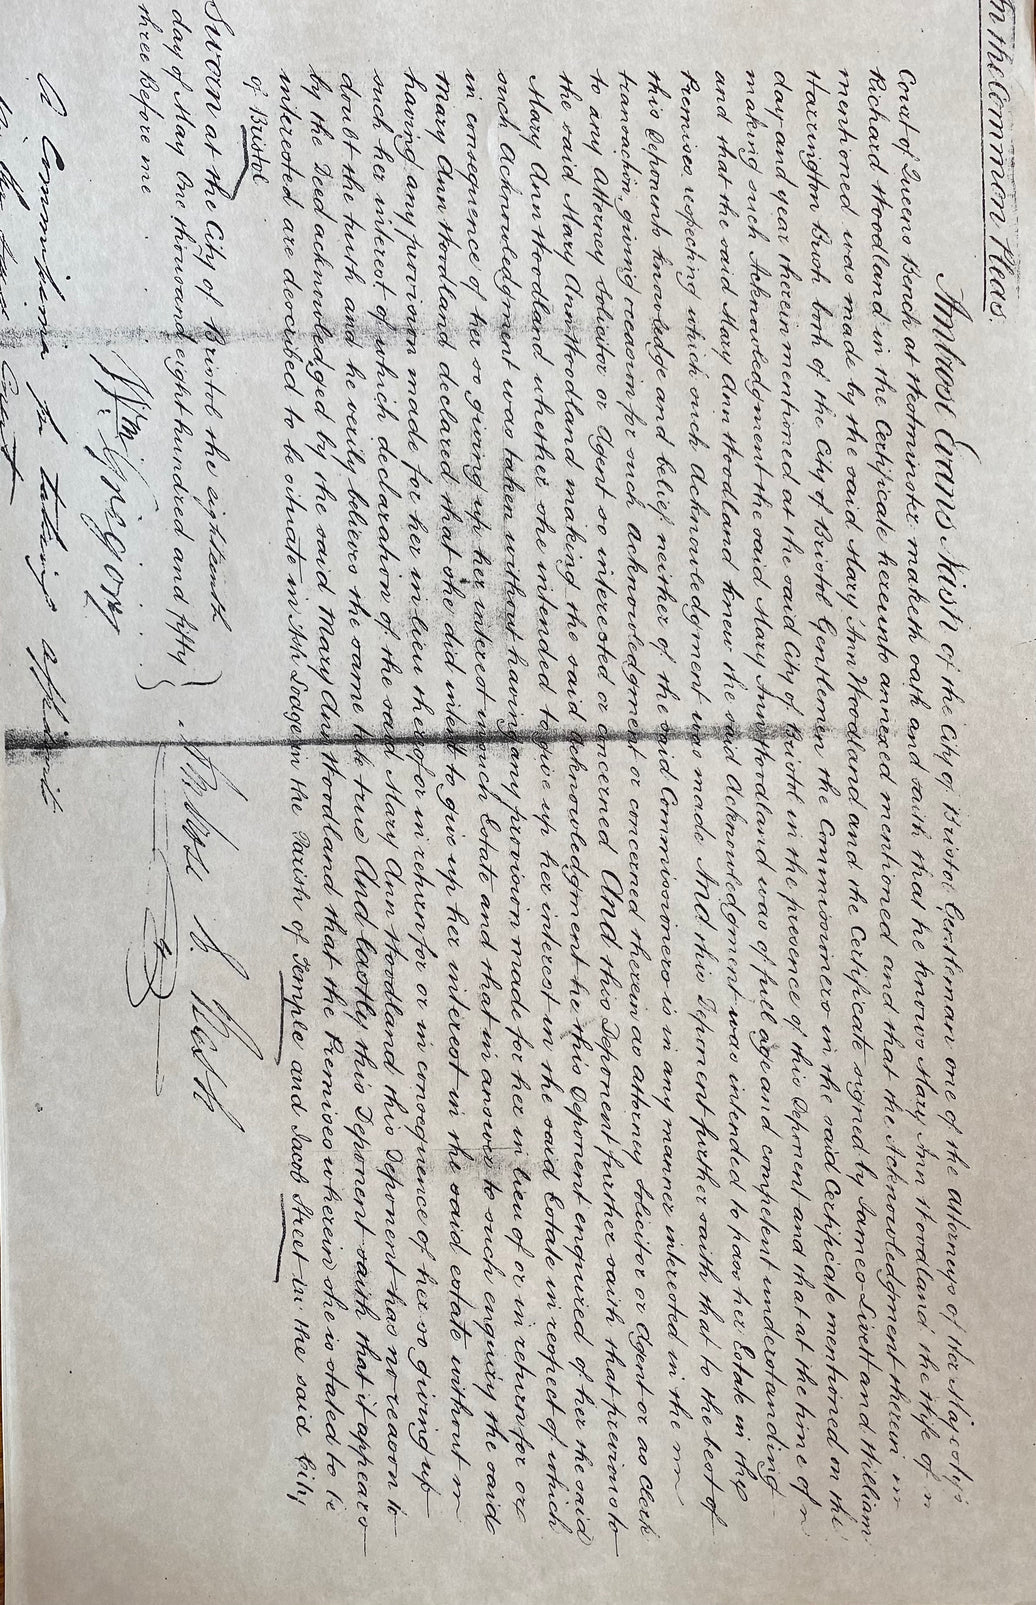 In the Common Pleas.
Ambrose Evans Naish of the City of Bristol Gentleman one of the Attorneys of Her Majesty's
Court of Queens Bench at Westminster maketh oath and saith that he knows Mary Ann Woodland the Wife of
Richard Woodland in the Certificate hereunto annexed mentioned and that the Acknowledgment therein
mentioned was made by the said Mary Ann Woodland and the Certificate signed by James Livett and William
Harrington Bush both of the City of Bristol Gentlemen the Commissioners in the said Certificate mentioned on the
day and year therein mentioned at the said City of Bristol in the presence of this Deponent and that at the time of
making such Acknowledgment the said Mary Ann Woodland was of full age and competent understanding
and that the said Mary Ann Woodland knew the said Acknowledgment was intended to pass her Estate in the
Premises respecting which such Acknowledgment was made And this Deponent further saith that to the best of
this Deponents knowledge and belief neither of the said Commissioners is in any manner interested in the
transaction giving occasion for such acknowledgment or concerned therein as attorney Solicitor or Agent or as Clerk
to any Attorney Solicitor or Agent so interested or concerned And this Deponent further saith that previous to
the said Mary Ann Woodland making the said Acknowledgment he this Deponent enquired of her the said
Mary Ann Woodland whether she intended to give up her interest in the said Estate in respect of which
such Acknowledgment was taken without having any provision made for her in lieu of or in return for or
in consequence of her so giving up her interest in such Estate and that in answer to such enquiry the said
Mary Ann Woodland declared that she did intend to give up her interest in the said estate without
having any provision made for her in lieu therefor in return for or in consequence of her so giving up
such her interest of which declaration of the said Mary Ann Woodland this Deponent has no reason to
doubt the truth and he verily believes the same to be true And lastly this Deponent saith that it appears
by the Deed acknowledged by the said Mary Ann Woodland that the Premises wherein she is stated to be
interested are described to be situate in Ash Lodge in the Parish of Temple and Jacob Street in the said City
of Bristol
Sworn at the City of Bristol the eighteenth
day of May One thousand eight hundred and fifty
three Before me
Wm Gregory
A Commissioner for taking affidavits